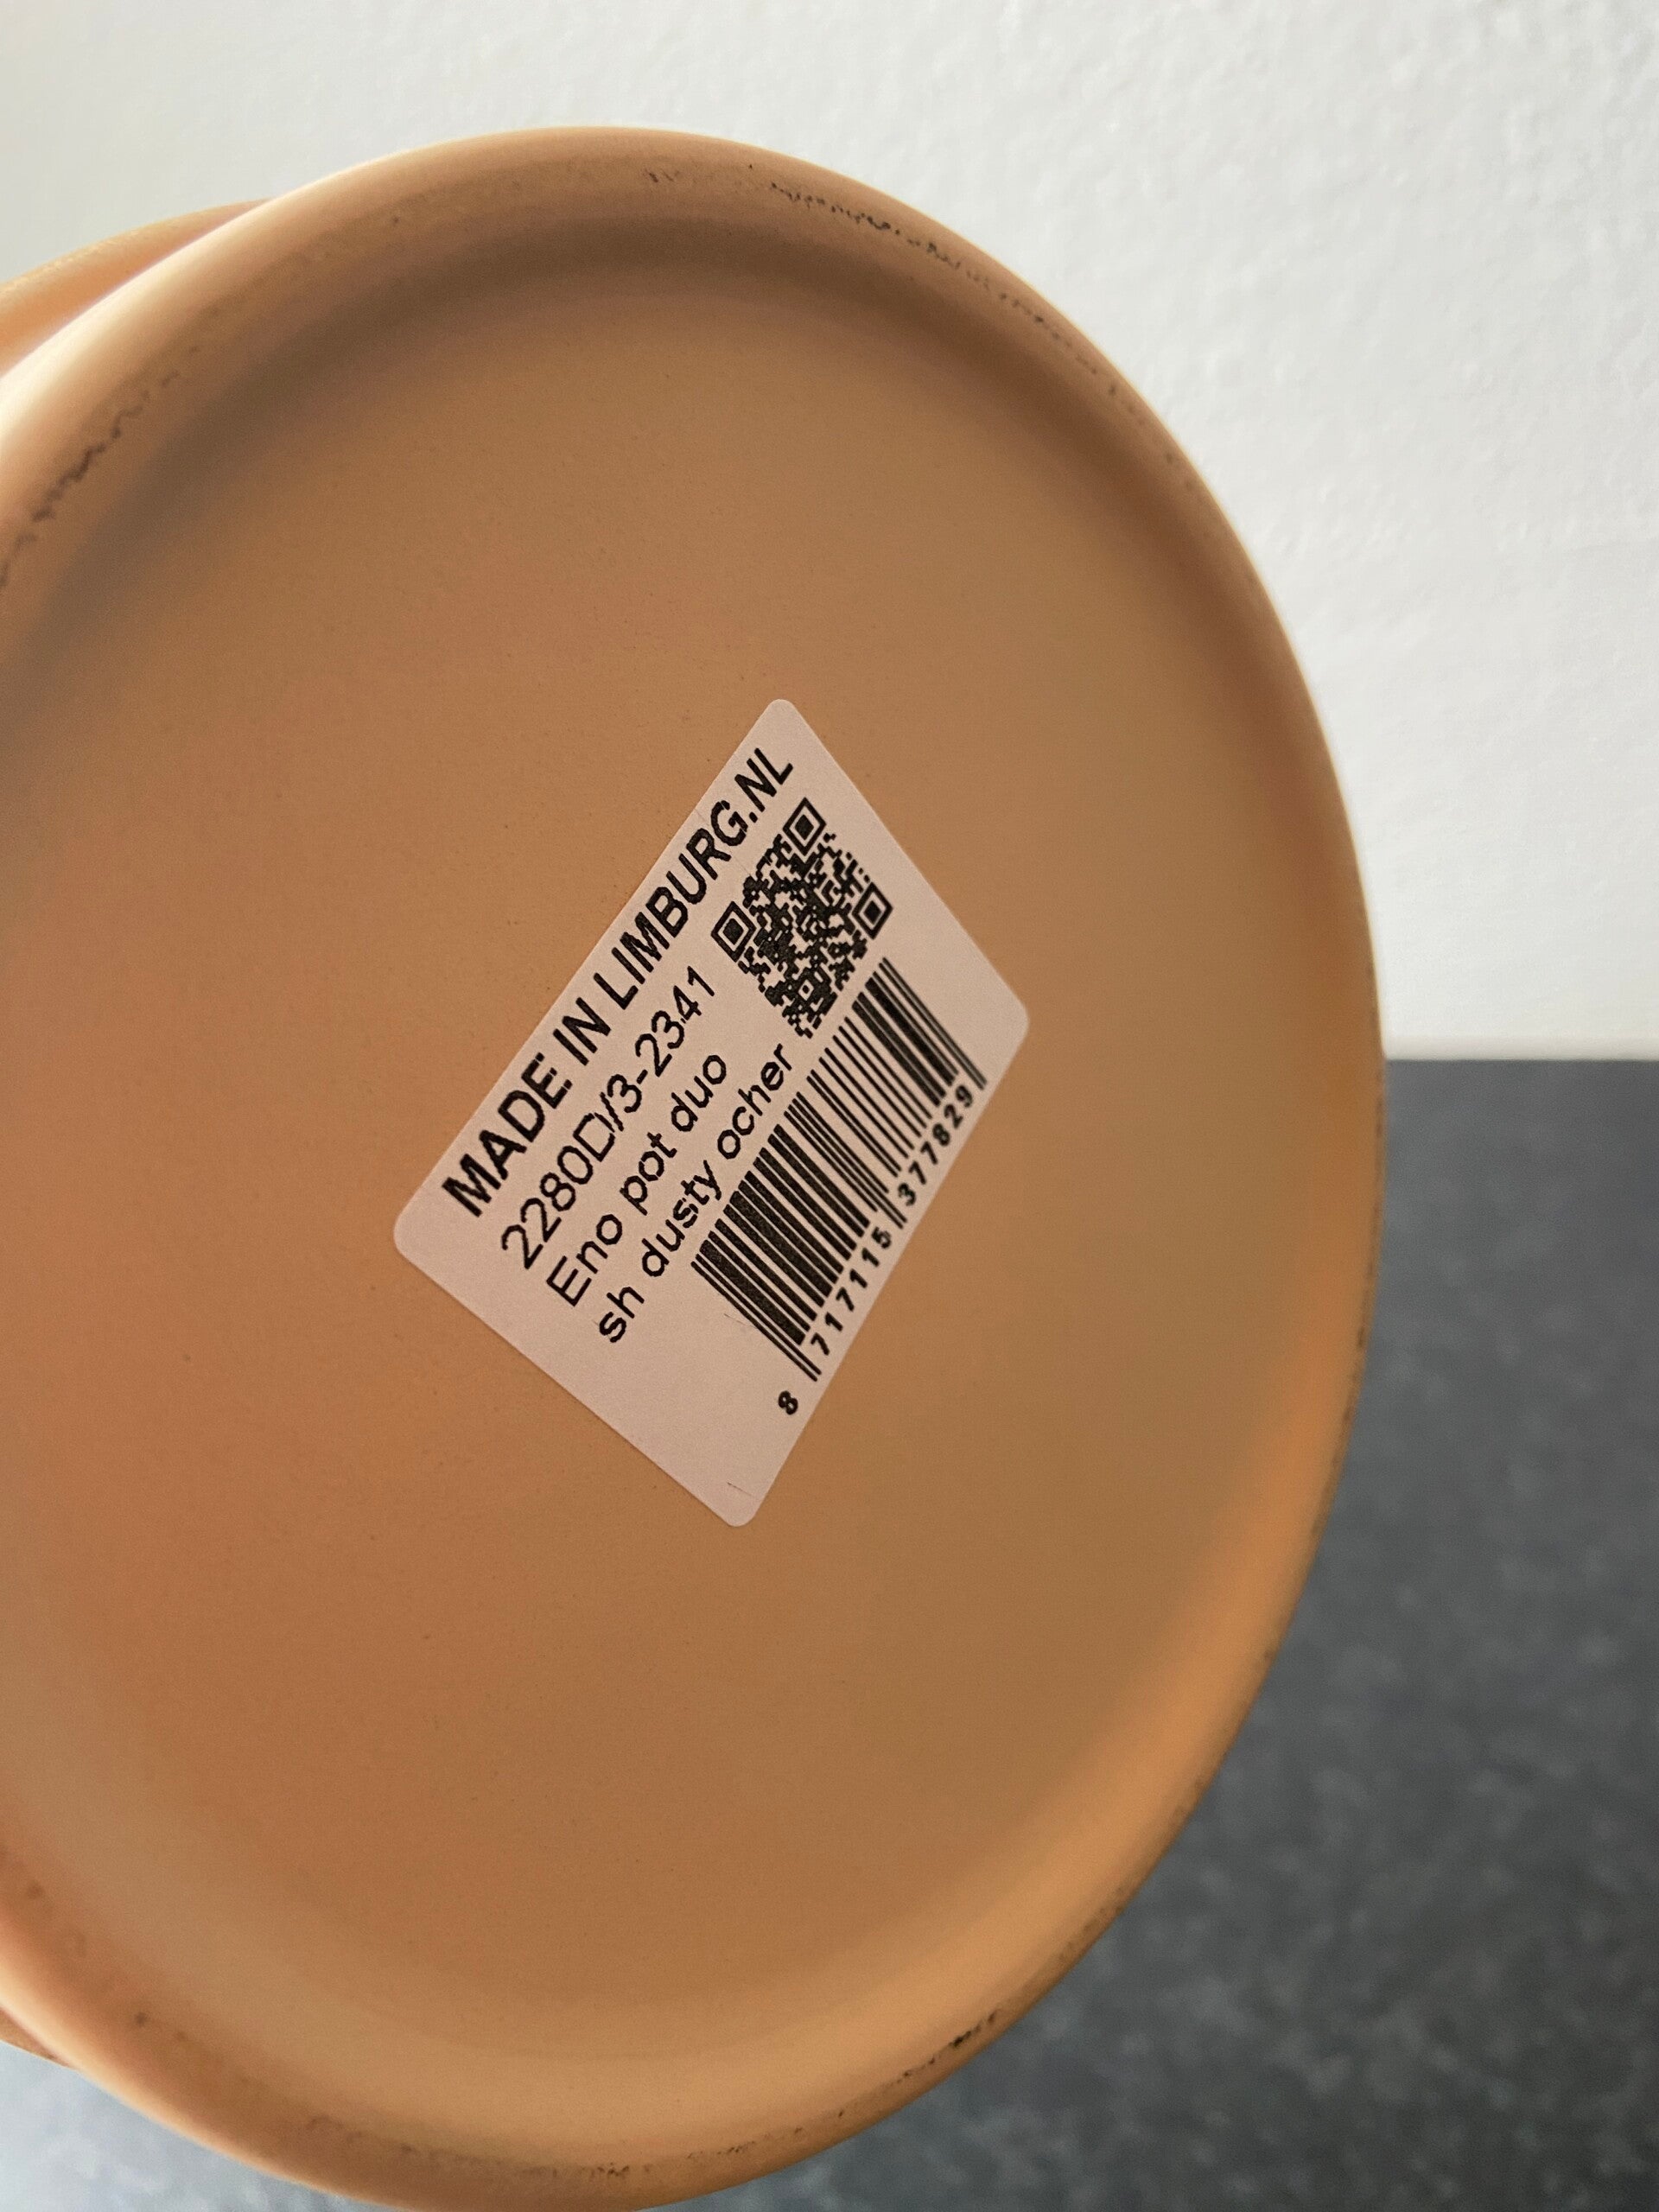 MADE IN LIMBURG.NL
2280D/3-2341
Eno pot duo
sh dusty ocher
8 717115 377829